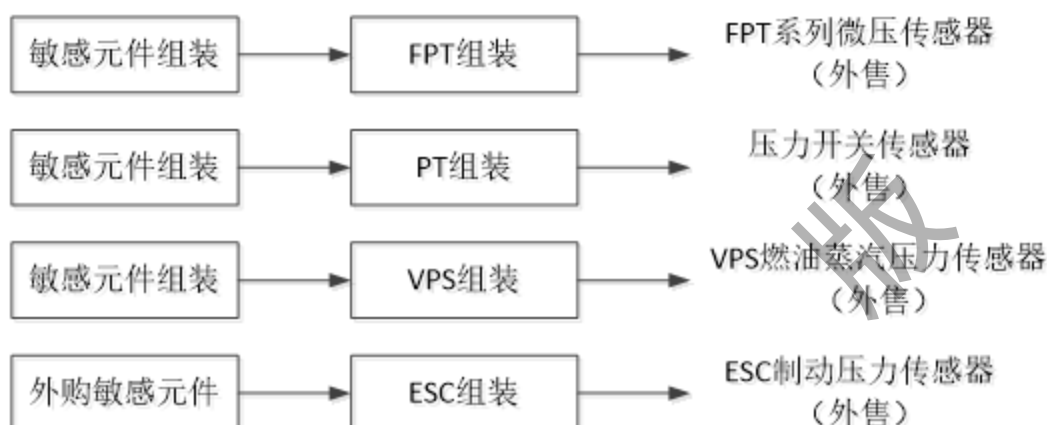 敏感元件组装
FPT组装
FPT系列微压传感器
（外售）
敏感元件组装
PT组装
压力开关传感器
（外售）
敏感元件组装
VPS组装
VPS燃油蒸汽压力传感器
（外售）
外购敏感元件
ESC组装
ESC制动压力传感器
（外售）
版